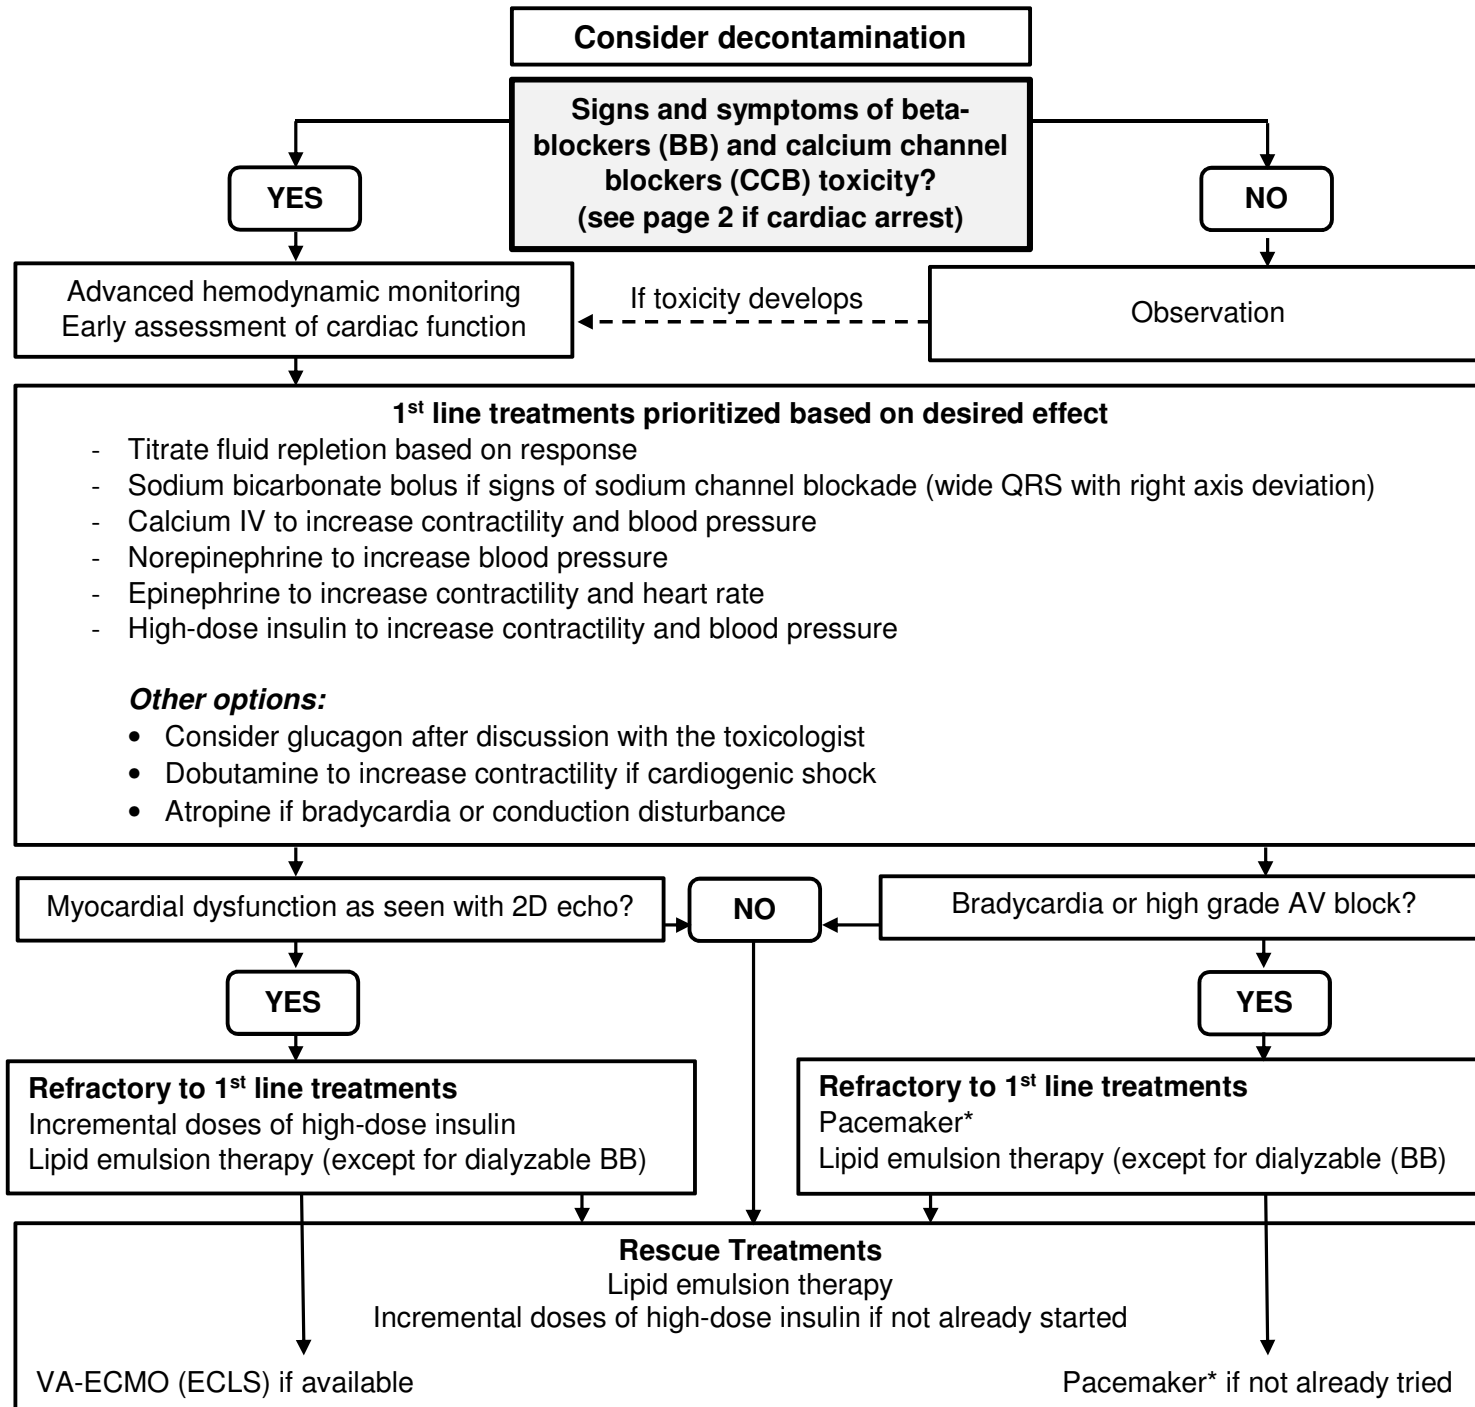 Consider decontamination
Signs and symptoms of beta-
blockers (BB) and calcium channel
blockers (CCB) toxicity?
(see page 2 if cardiac arrest)
YES
NO
Advanced hemodynamic monitoring
Early assessment of cardiac function
If toxicity develops
Observation
1st line treatments prioritized based on desired effect
- Titrate fluid repletion based on response
- Sodium bicarbonate bolus if signs of sodium channel blockade (wide QRS with right axis deviation)
- Calcium IV to increase contractility and blood pressure
- Norepinephrine to increase blood pressure
- Epinephrine to increase contractility and heart rate
- High-dose insulin to increase contractility and blood pressure
Other options:
• Consider glucagon after discussion with the toxicologist
• Dobutamine to increase contractility if cardiogenic shock
• Atropine if bradycardia or conduction disturbance
Myocardial dysfunction as seen with 2D echo?
NO
Bradycardia or high grade AV block?
YES
YES
Refractory to 1st line treatments
Incremental doses of high-dose insulin
Lipid emulsion therapy (except for dialyzable BB)
Refractory to 1st line treatments
Pacemaker*
Lipid emulsion therapy (except for dialyzable (BB)
Rescue Treatments
Lipid emulsion therapy
Incremental doses of high-dose insulin if not already started
VA-ECMO (ECLS) if available
Pacemaker* if not already tried